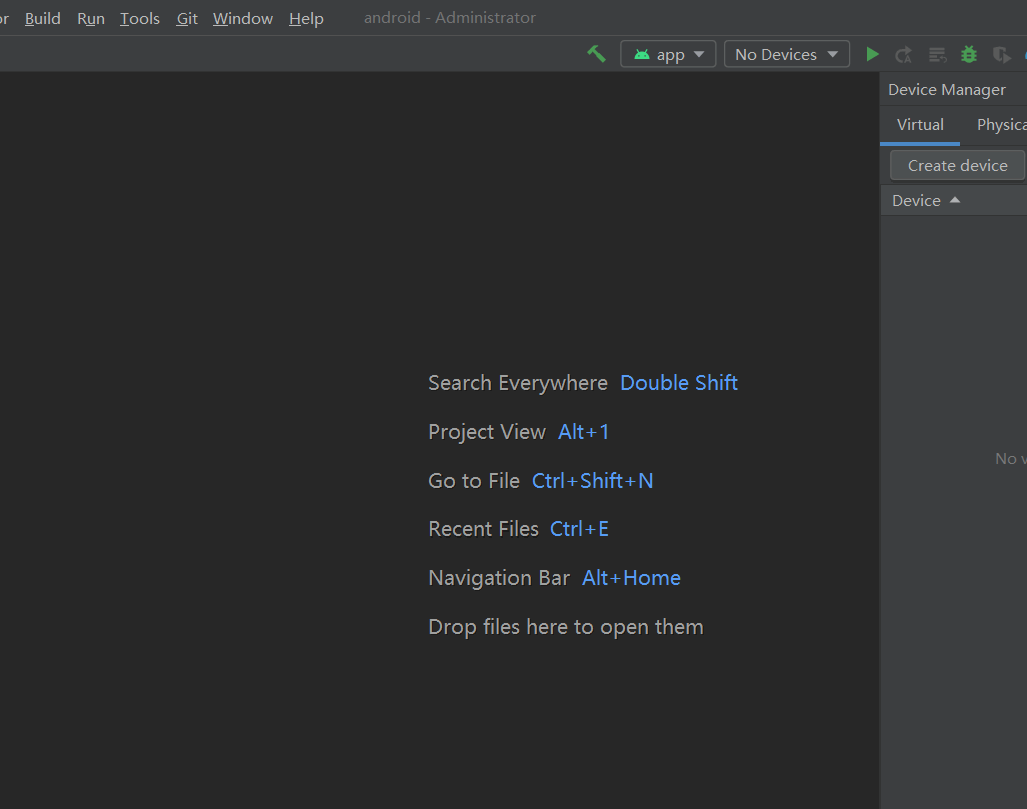 or Build Run Tools Git Window Help android - Administrator
app No Devices
Device Manager
Virtual Physica
Create device
Device
Search Everywhere Double Shift
Project View Alt+1
No v
Go to File Ctrl+Shift+N
Recent Files Ctrl+E
Navigation Bar Alt+Home
Drop files here to open them